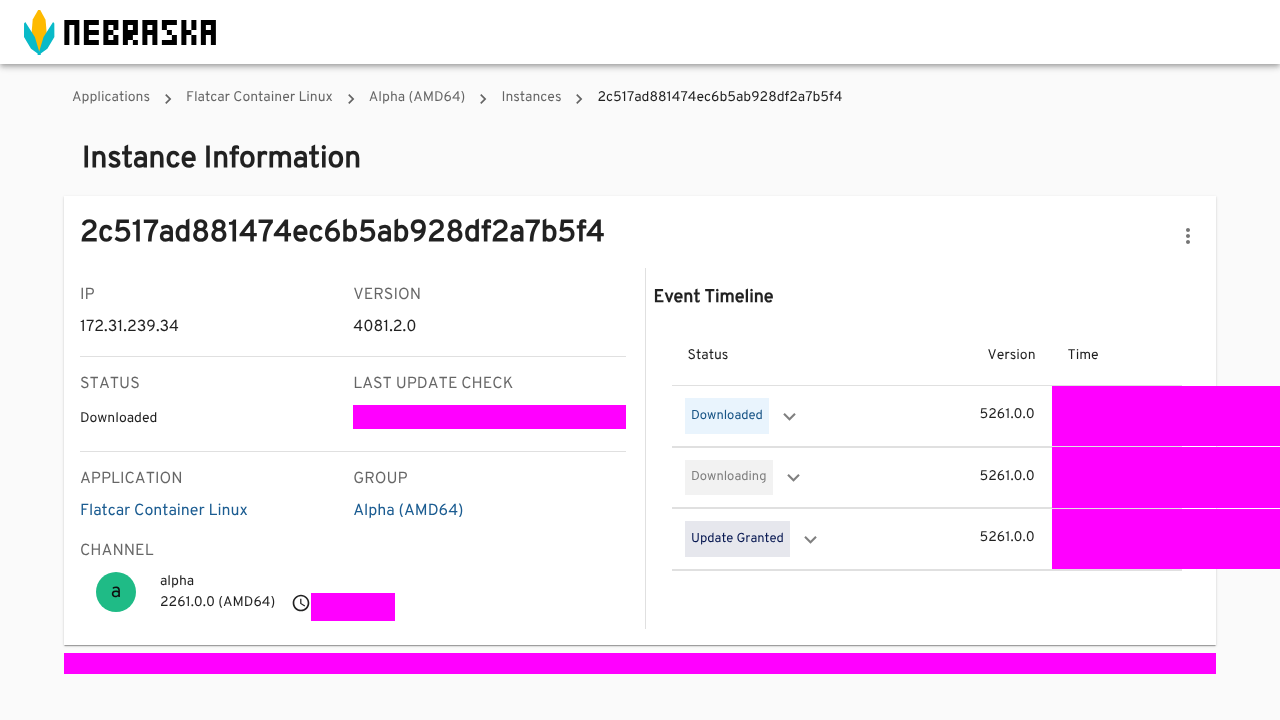 NEBRASKA
Applications > Flatcar Container Linux > Alpha (AMD64) > Instances > 2c517ad881474ec6b5ab928df2a7b5f4
Instance Information
2c517ad881474ec6b5ab928df2a7b5f4
IP VERSION
172.31.239.34 4081.2.0
STATUS LAST UPDATE CHECK
Downloaded
APPLICATION GROUP
Flatcar Container Linux Alpha (AMD64)
CHANNEL
a
alpha
2261.0.0 (AMD64)
Event Timeline
Status Version Time
Downloaded 5261.0.0
Downloading 5261.0.0
Update Granted 5261.0.0